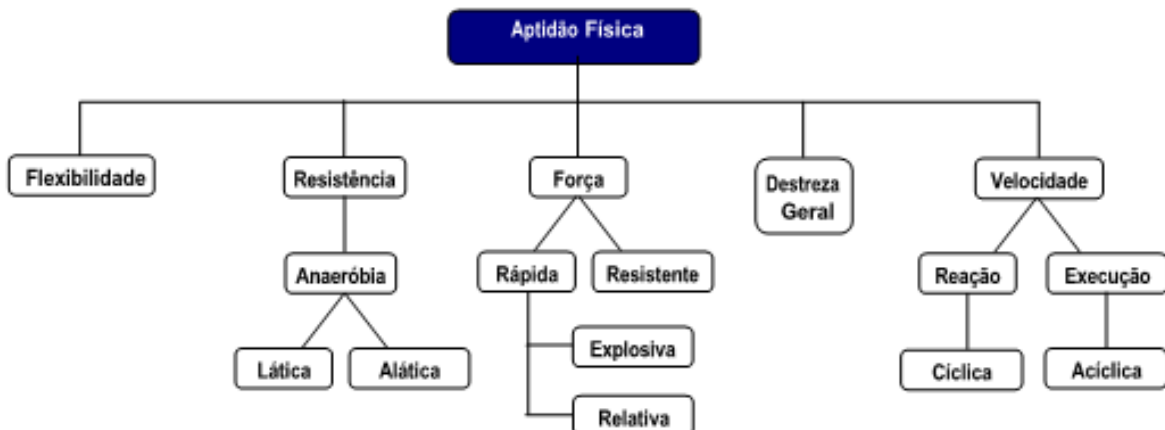 Aptidão Física
Flexibilidade
Resistência
Força
Destreza
Geral
Velocidade
Anaeróbia
Rápida
Resistente
Reação
Execução
Lática
Alática
Explosiva
Cíclica
Acíclica
Relativa